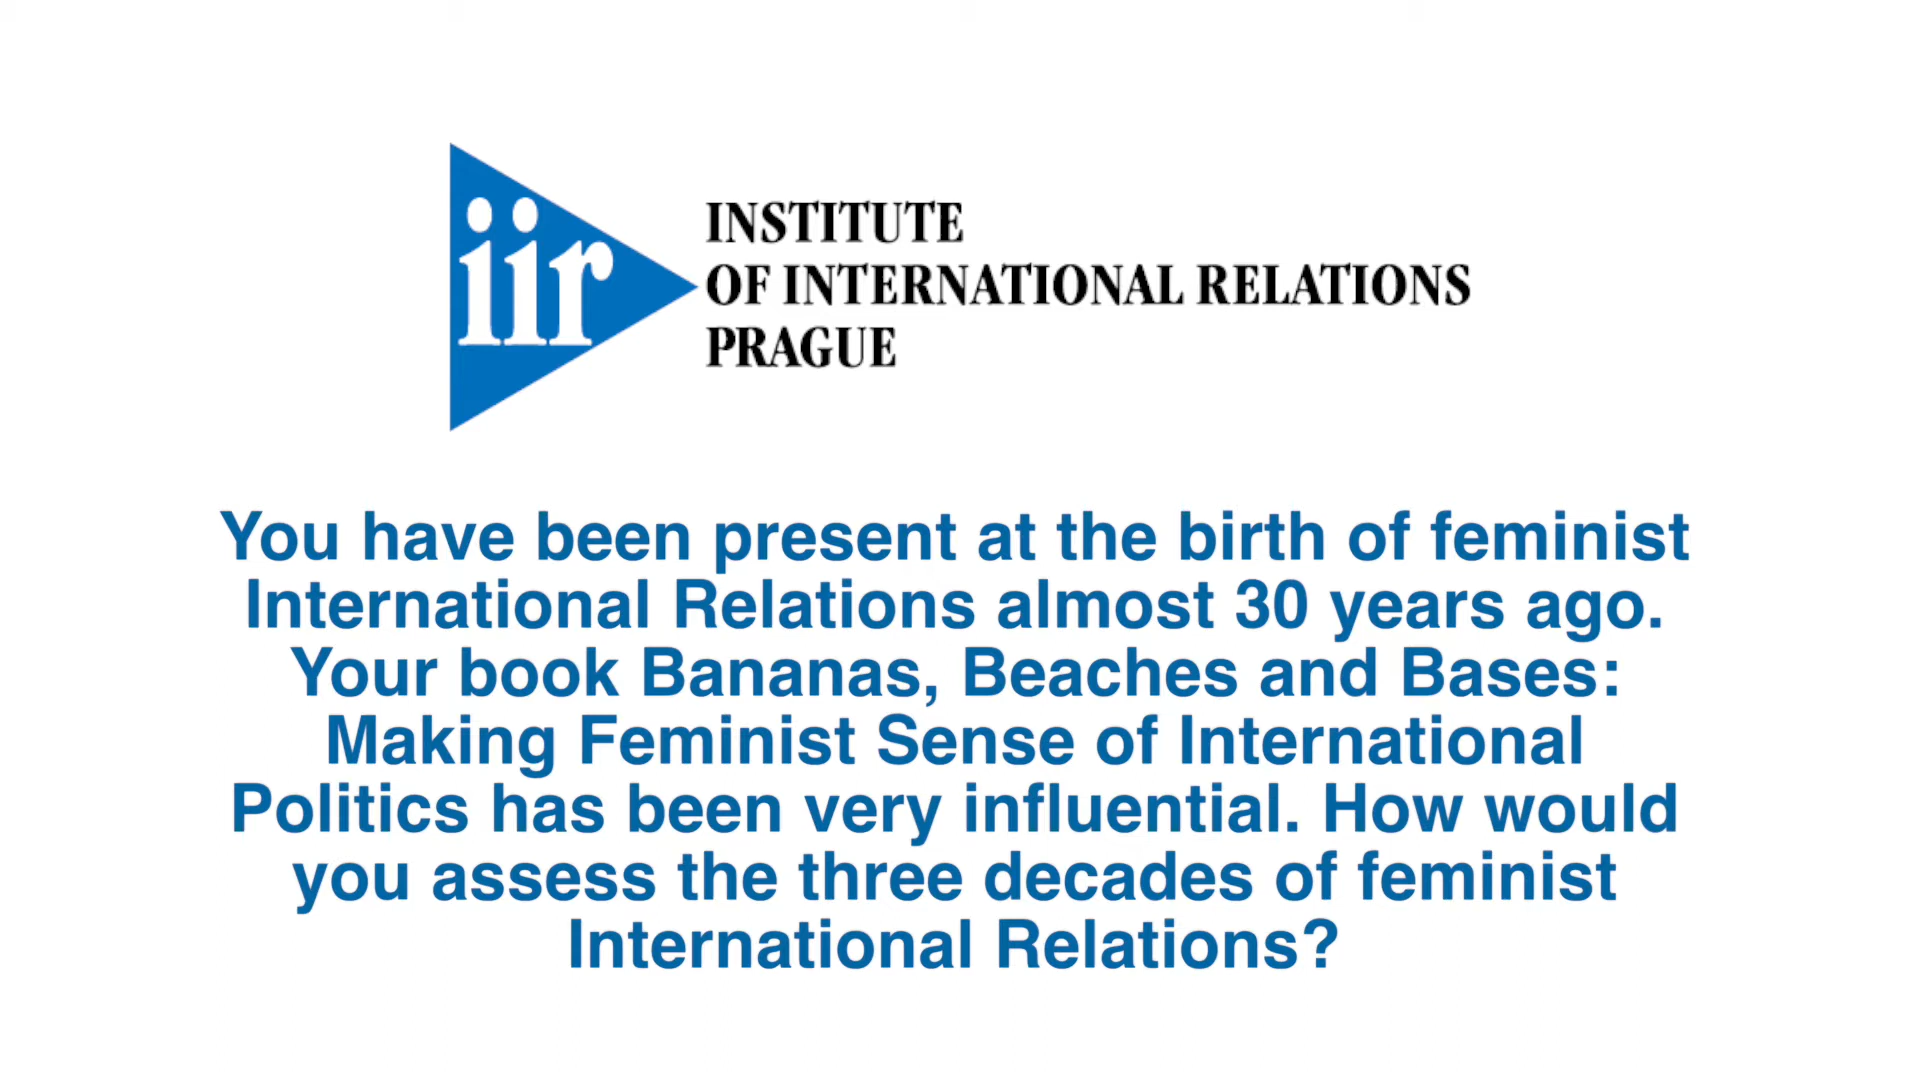 iir
INSTITUTE
OF INTERNATIONAL RELATIONS
PRAGUE
You have been present at the birth of feminist
International Relations almost 30 years ago.
Your book Bananas, Beaches and Bases:
Making Feminist Sense of International
Politics has been very influential. How would
you assess the three decades of feminist
International Relations?